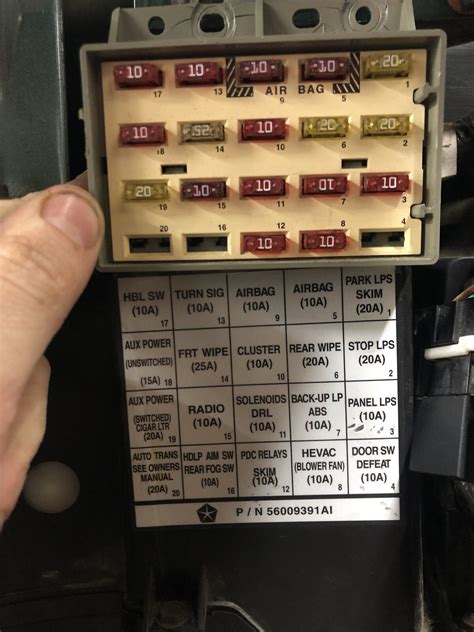 10 10 10 10 20
AIR BAG
17 13 9 5 1
10 25 10 20 20
18 14 10 6 2
20 10 10 10 10
19 15 11 7 3
10 10
20 16 12 8 4
HBL SW
(10A)
17
TURN SIG
(10A)
13
AIRBAG
(10A)
9
AIRBAG
(10A)
5
PARK LPS
SKIM
(20A)
1
AUX POWER
(UNSWITCHED)
(15A) 18
FRT WIPE
(25A)
14
CLUSTER
(10A)
10
REAR WIPE
(20A)
6
STOP LPS
(20A)
2
AUX POWER
(SWITCHED)
CIGAR LTR
(20A) 19
RADIO
(10A)
15
SOLENOIDS
DRL
(10A)
11
BACK-UP LP
ABS
(10A)
7
PANEL LPS
(10A)
3
AUTO TRANS
SEE OWNERS
MANUAL
(20A) 20
HDLP AIM SW
REAR FOG SW
(10A) 16
PDC RELAYS
SKIM
(10A) 12
HEVAC
(BLOWER FAN)
(10A) 8
DOOR SW
DEFEAT
(10A) 4
P / N 56009391AI